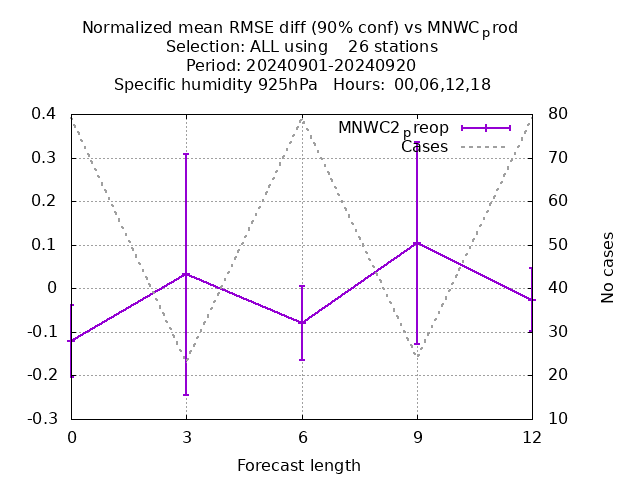 Normalized mean RMSE diff (90% conf) vs MNWCprod
Selection: ALL using    26 stations
Period: 20240901-20240920
Specific humidity 925hPa   Hours: 00,06,12,18
MNWC2preop
Cases
0.4
0.3
0.2
0.1
0
-0.1
-0.2
-0.3
80
70
60
50
40
30
20
10
No cases
0 3 6 9 12
Forecast length